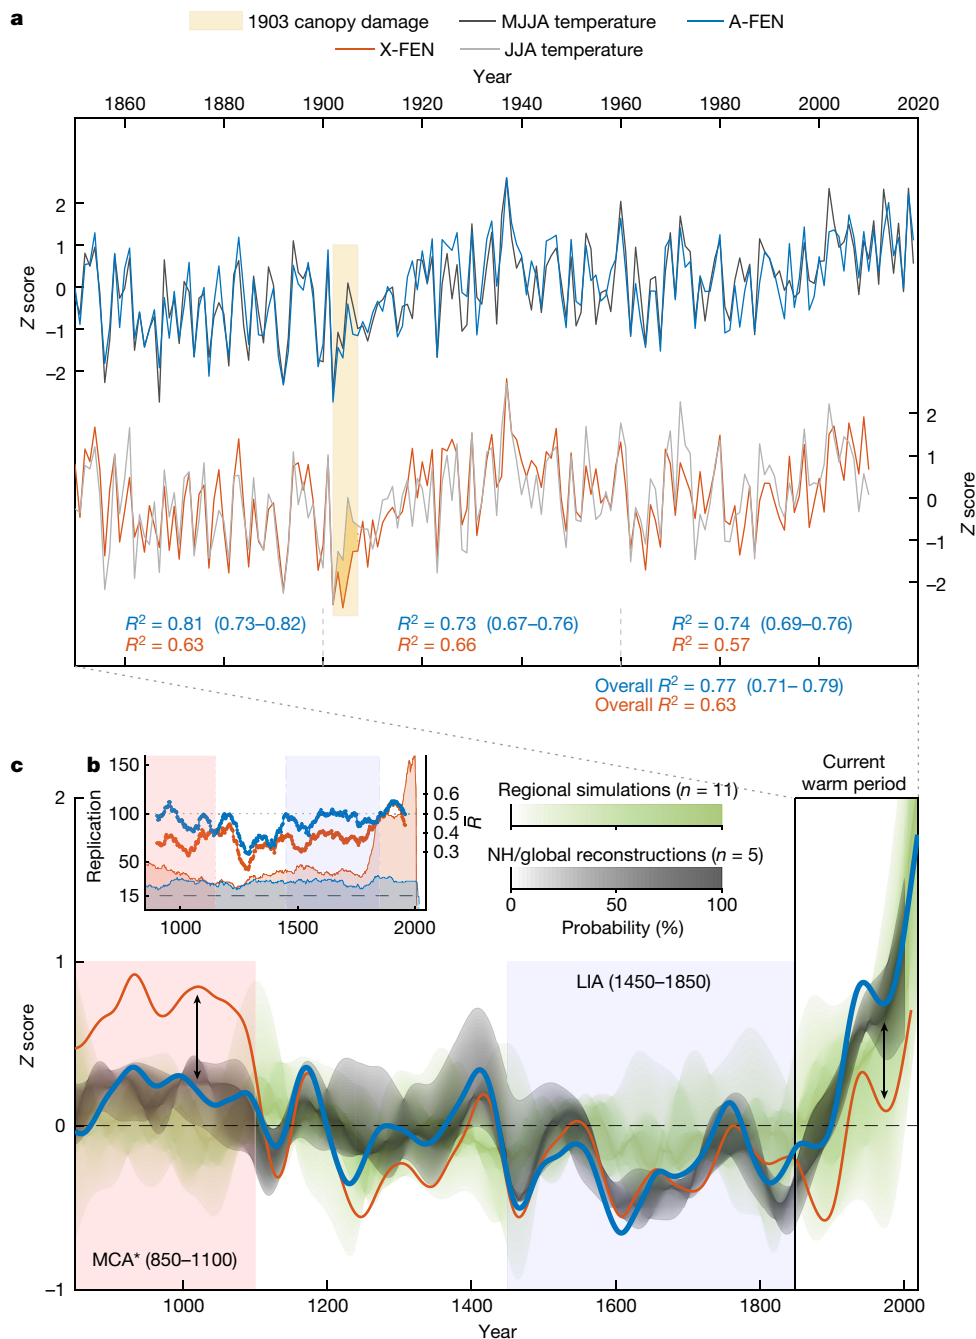 a
1903 canopy damage
MJJA temperature
A-FEN
X-FEN
JJA temperature
Year
1860 1880 1900 1920 1940 1960 1980 2000 2020
2
1
0
−1
−2
Z score
2
1
0
−1
−2
Z score
R² = 0.81 (0.73–0.82)
R² = 0.63
R² = 0.73 (0.67–0.76)
R² = 0.66
R² = 0.74 (0.69–0.76)
R² = 0.57
Overall R² = 0.77 (0.71– 0.79)
Overall R² = 0.63
c
b
150
100
50
15
Replication
0.6
0.5
0.4
0.3
R̅
1000 1500 2000
Regional simulations (n = 11)
NH/global reconstructions (n = 5)
0 50 100
Probability (%)
Current
warm period
2
1
0
−1
Z score
LIA (1450–1850)
MCA* (850–1100)
1000 1200 1400 1600 1800 2000
Year